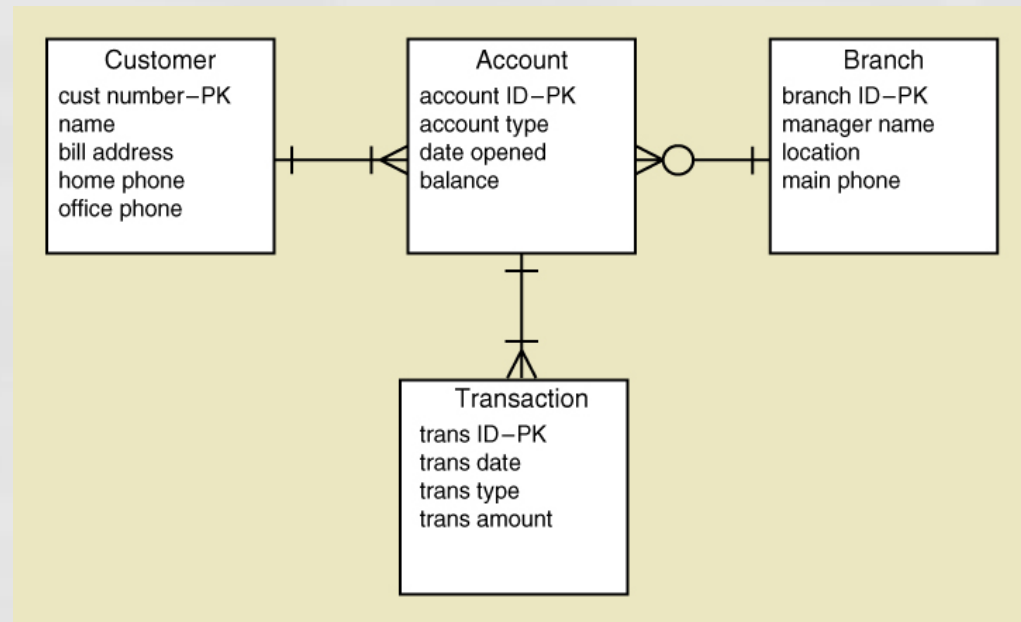 Customer
cust number–PK
name
bill address
home phone
office phone
Account
account ID–PK
account type
date opened
balance
Branch
branch ID–PK
manager name
location
main phone
Transaction
trans ID–PK
trans date
trans type
trans amount